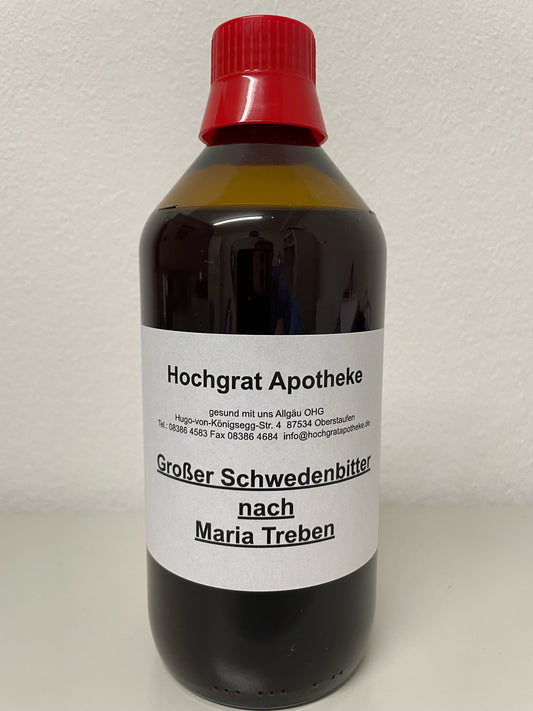 Hochgrat Apotheke
gesund mit uns Allgäu OHG
Hugo-von-Königsegg-Str. 4 87534 Oberstaufen
Tel.: 08386 4583 Fax 08386 4684 info@hochgratapotheke.de
Großer Schwedenbitter
nach
Maria Treben